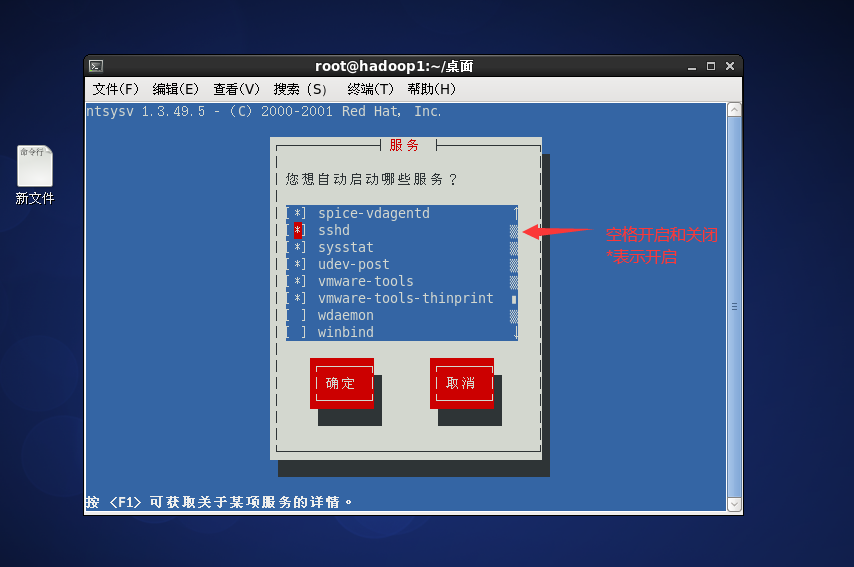 root@hadoop1:~/桌面
文件(F) 编辑(E) 查看(V) 搜索 (S) 终端(T) 帮助(H)
ntsysv 1.3.49.5 - (C) 2000-2001 Red Hat, Inc.
命令行
新文件
服务
您想自动启动哪些服务？
[*] spice-vdagentd
[*] sshd
[*] sysstat
[*] udev-post
[*] vmware-tools
[*] vmware-tools-thinprint
[ ] wdaemon
[ ] winbind
空格开启和关闭
*表示开启
确定 取消
按 <F1> 可获取关于某项服务的详情。